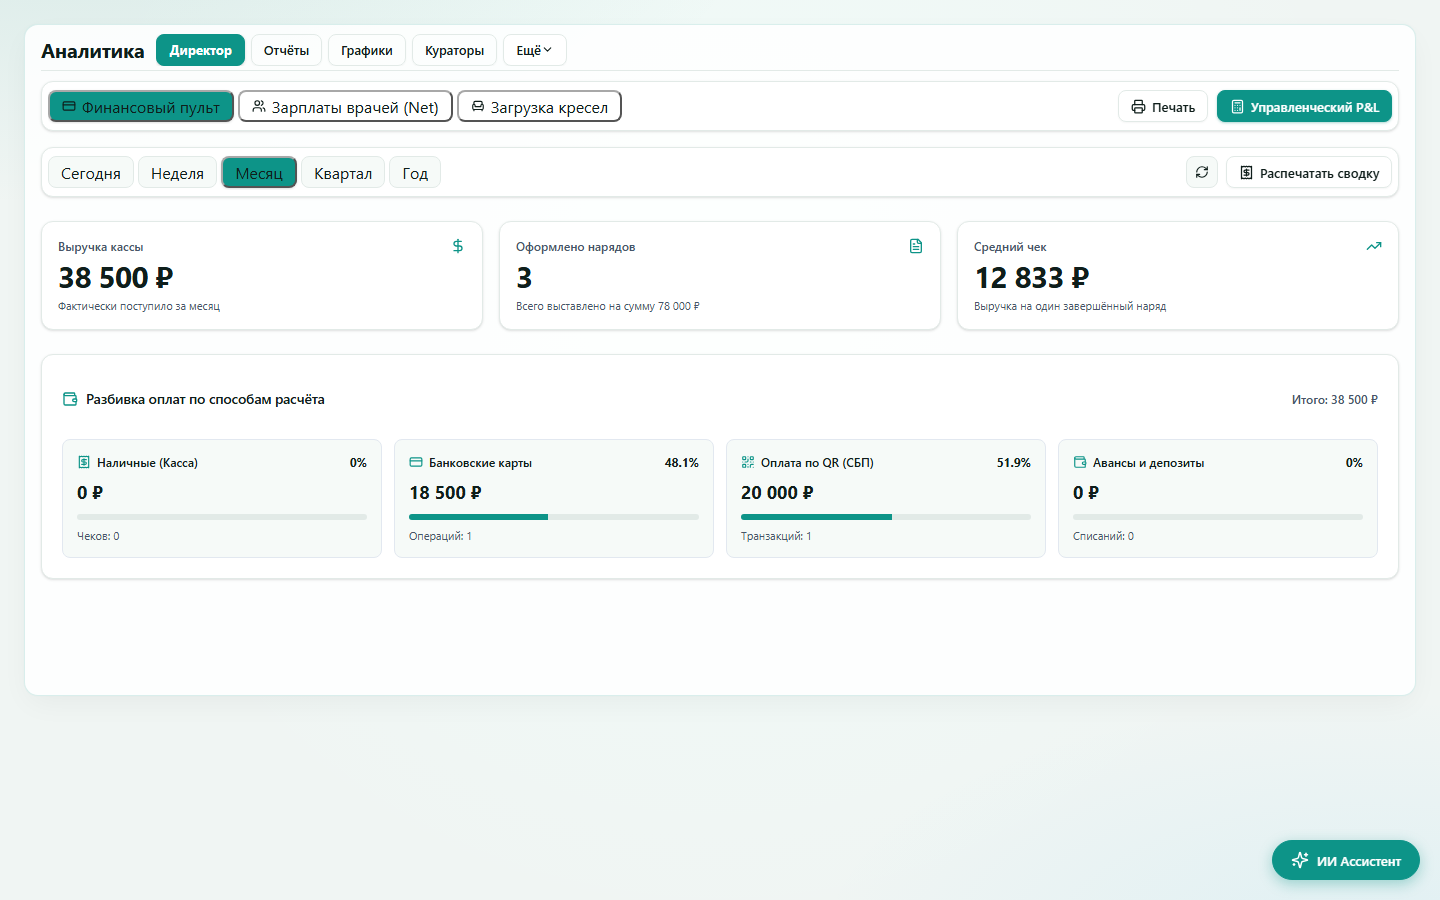 Аналитика Директор Отчёты Графики Кураторы Ещё
Финансовый пульт Зарплаты врачей (Net) Загрузка кресел Печать Управленческий P&L
Сегодня Неделя Месяц Квартал Год Распечатать сводку
Выручка кассы
38 500 ₽
Фактически поступило за месяц
Оформлено нарядов
3
Всего выставлено на сумму 78 000 ₽
Средний чек
12 833 ₽
Выручка на один завершённый наряд
Разбивка оплат по способам расчёта Итого: 38 500 ₽
Наличные (Касса) 0%
0 ₽
Чеков: 0
Банковские карты 48.1%
18 500 ₽
Операций: 1
Оплата по QR (СБП) 51.9%
20 000 ₽
Транзакций: 1
Авансы и депозиты 0%
0 ₽
Списаний: 0
ИИ Ассистент